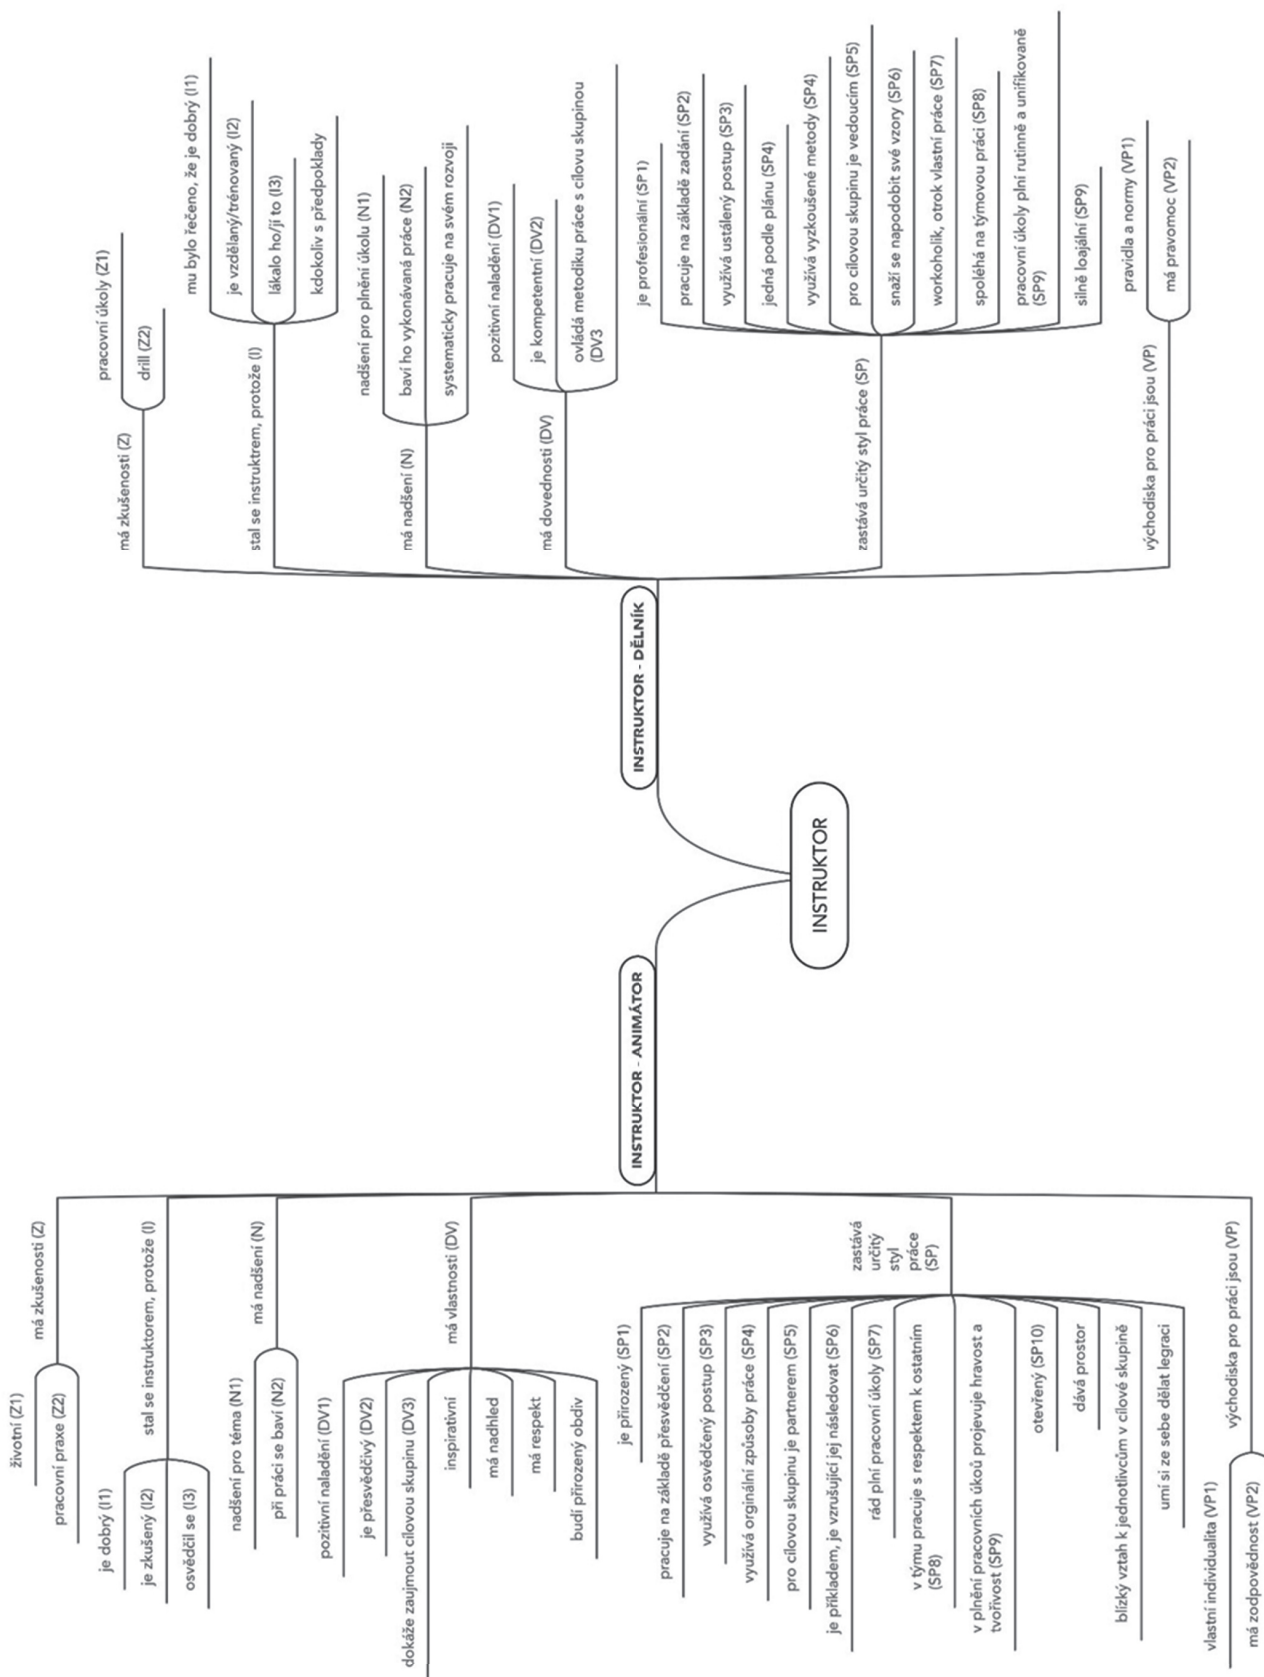 INSTRUKTOR
INSTRUKTOR - ANIMÁTOR
má zkušenosti (Z)
životní (Z1)
pracovní praxe (Z2)
stal se instruktorem, protože (I)
je dobrý (I1)
je zkušený (I2)
osvědčil se (I3)
má nadšení (N)
nadšení pro téma (N1)
při práci se baví (N2)
má vlastnosti (DV)
pozitivní naladění (DV1)
je přesvědčivý (DV2)
dokáže zaujmout cílovou skupinu (DV3)
inspirativní
má nadhled
má respekt
budí přirozený obdiv
zastává
určitý
styl
práce
(SP)
je přirozený (SP1)
pracuje na základě přesvědčení (SP2)
využívá osvědčený postup (SP3)
využívá orginální způsoby práce (SP4)
pro cílovou skupinu je partnerem (SP5)
je příkladem, je vzrušující jej následovat (SP6)
rád plní pracovní úkoly (SP7)
v týmu pracuje s respektem k ostatním
(SP8)
v plnění pracovních úkoů projevuje hravost a
tvořivost (SP9)
otevřený (SP10)
dává prostor
blízký vztah k jednotlivcům v cílové skupině
umí si ze sebe dělat legraci
východiska pro práci jsou (VP)
vlastní individualita (VP1)
má zodpovědnost (VP2)
INSTRUKTOR - DĚLNÍK
má zkušenosti (Z)
pracovní úkoly (Z1)
drill (Z2)
stal se instruktrem, protože (I)
mu bylo řečeno, že je dobrý (I1)
je vzdělaný/trénovaný (I2)
lákalo ho/jí to (I3)
kdokoliv s předpoklady
má nadšení (N)
nadšení pro plnění úkolu (N1)
baví ho vykonávaná práce (N2)
systematicky pracuje na svém rozvoji
má dovednosti (DV)
pozitivní naladění (DV1)
je kompetentní (DV2)
ovládá metodiku práce s cílovu skupinou
(DV3
zastává určitý styl práce (SP)
je profesionální (SP1)
pracuje na základě zadání (SP2)
využívá ustálený postup (SP3)
jedná podle plánu (SP4)
využívá vyzkoušené metody (SP4)
pro cílovou skupinu je vedoucím (SP5)
snaží se napodobit své vzory (SP6)
workoholik, otrok vlastní práce (SP7)
spoléhá na týmovou práci (SP8)
pracovní úkoly plní rutinně a unifikovaně
(SP9)
silně loajální (SP9)
východiska pro práci jsou (VP)
pravidla a normy (VP1)
má pravomoc (VP2)